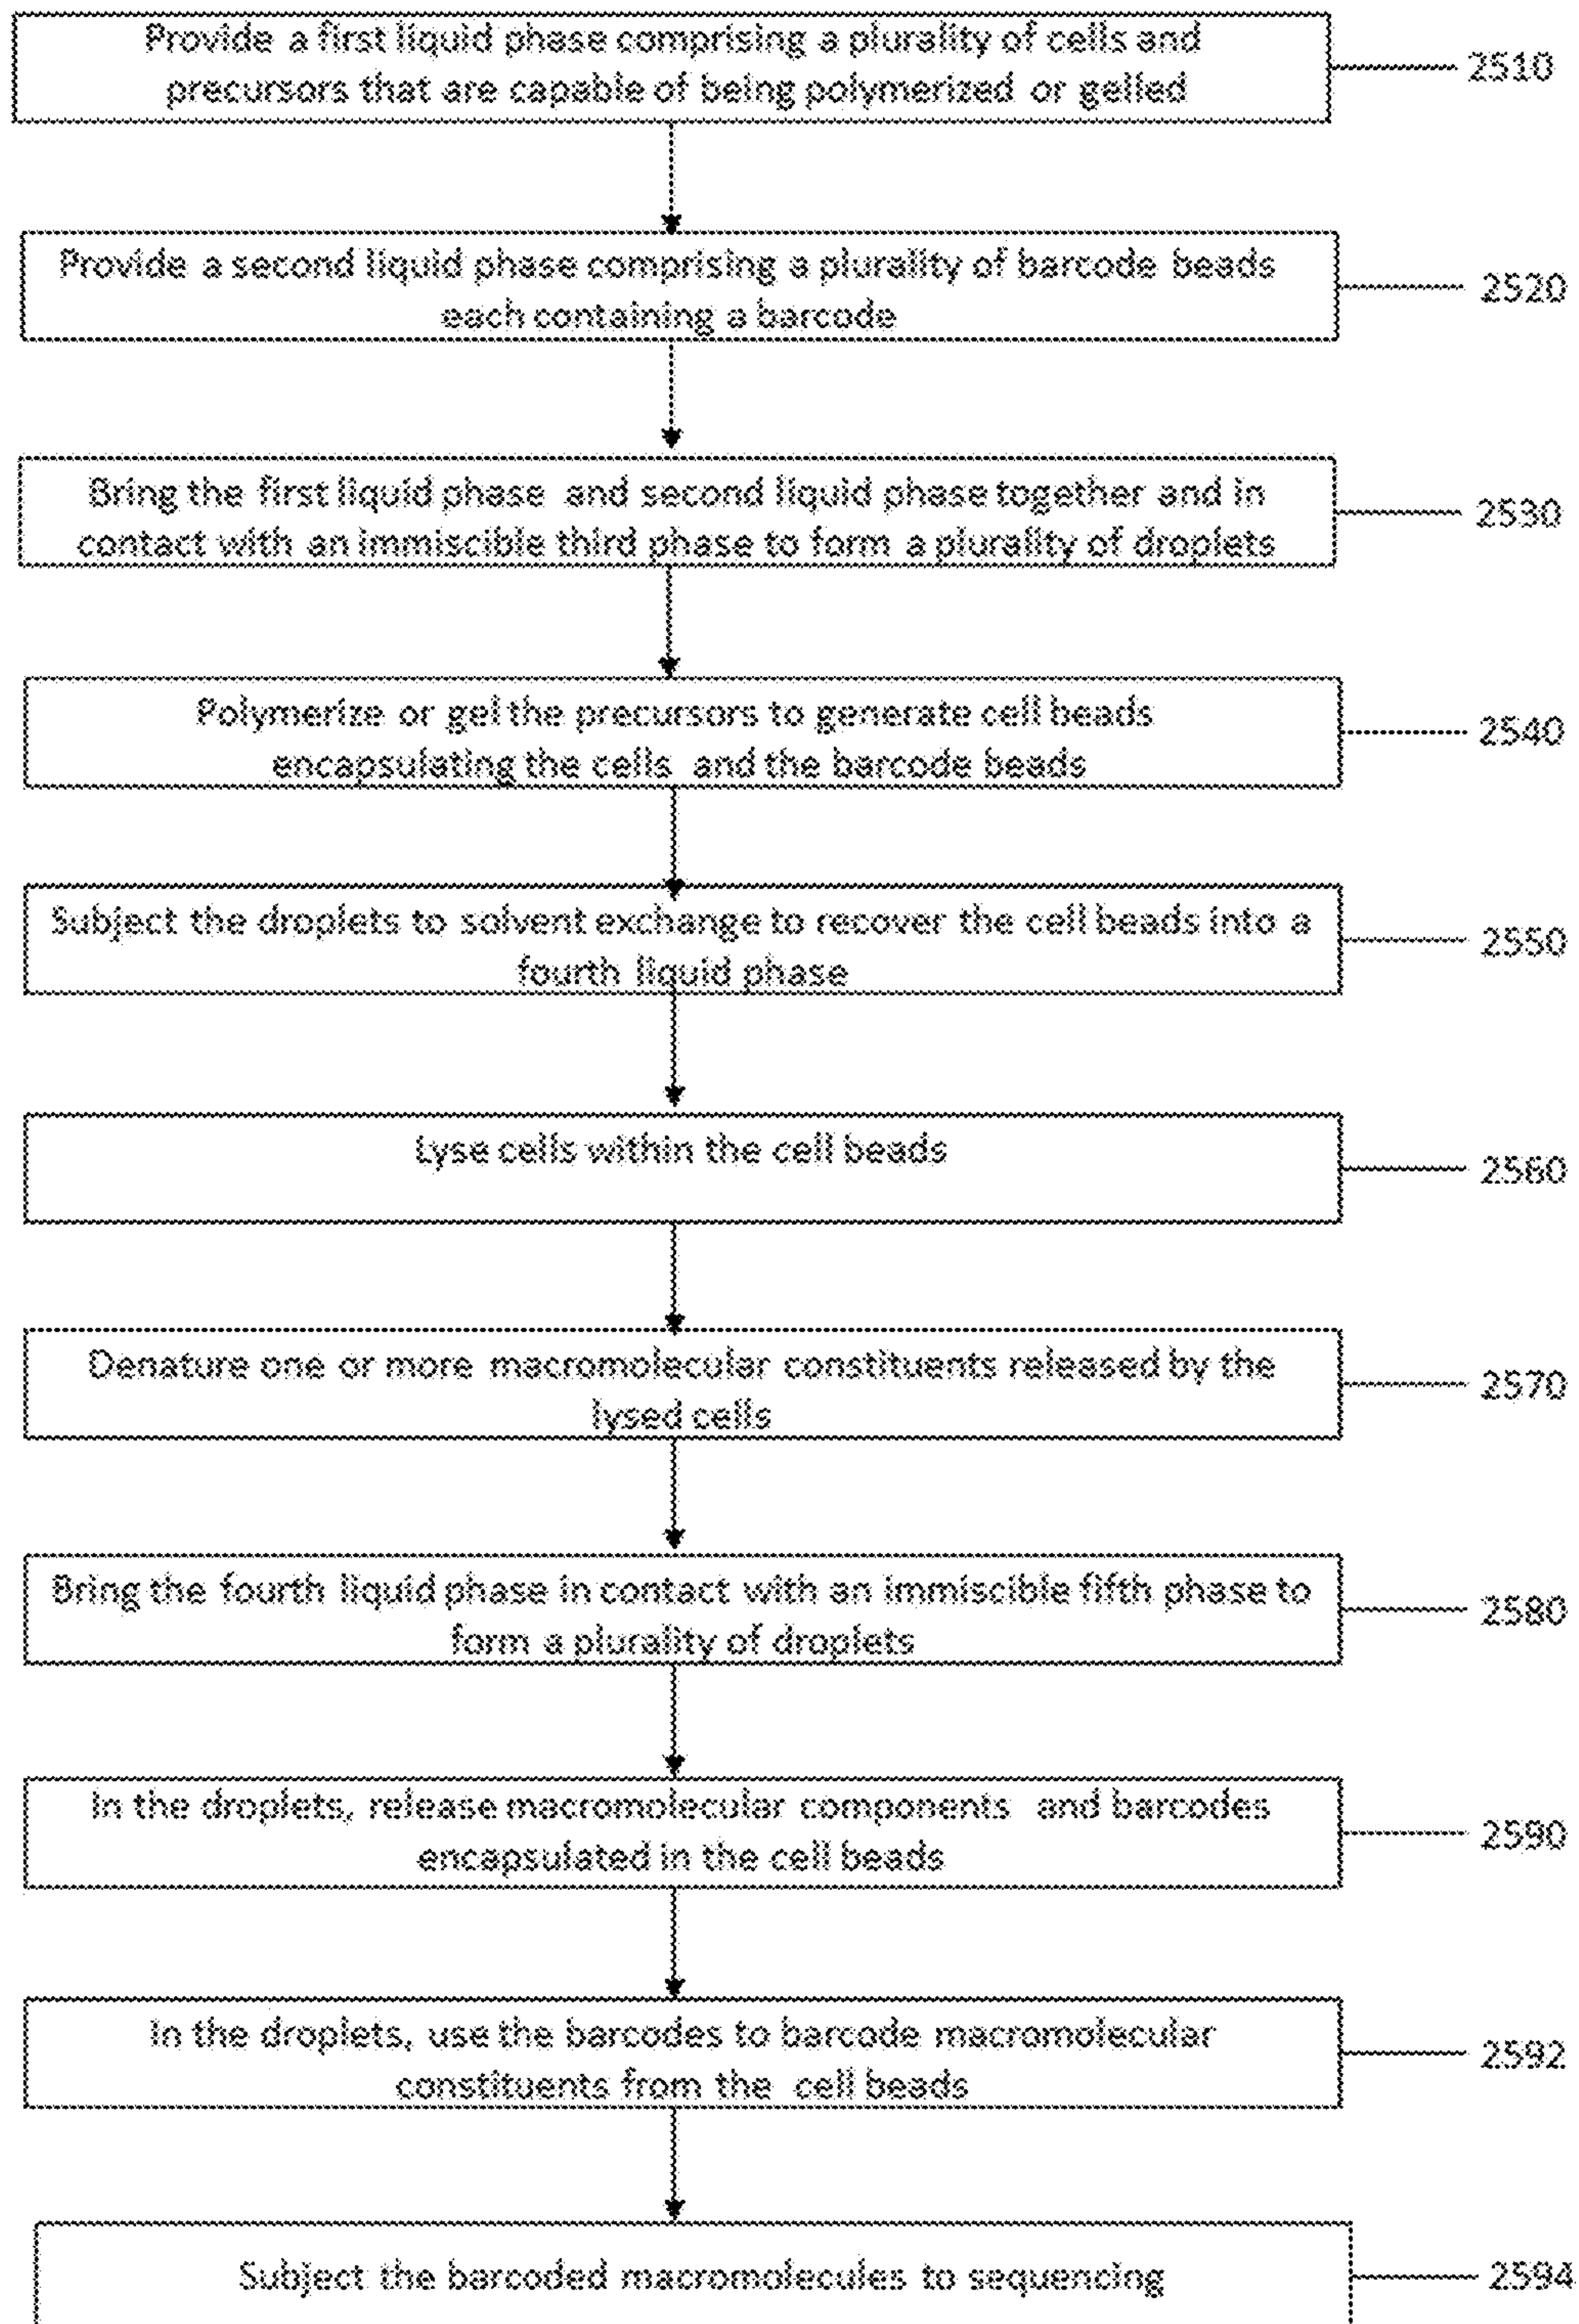 Provide a first liquid phase comprising a plurality of cells and
precursors that are capable of being polymerized or gelled
2510
Provide a second liquid phase comprising a plurality of barcode beads
each containing a barcode
2520
Bring the first liquid phase and second liquid phase together and in
contact with an immiscible third phase to form a plurality of droplets
2530
Polymerize or gel the precursors to generate cell beads
encapsulating the cells and the barcode beads
2540
Subject the droplets to solvent exchange to recover the cell beads into a
fourth liquid phase
2550
Lyse cells within the cell beads
2560
Denature one or more macromolecular constituents released by the
lysed cells
2570
Bring the fourth liquid phase in contact with an immiscible fifth phase to
form a plurality of droplets
2580
In the droplets, release macromolecular components and barcodes
encapsulated in the cell beads
2590
In the droplets, use the barcodes to barcode macromolecular
constituents from the cell beads
2592
Subject the barcoded macromolecules to sequencing
2594